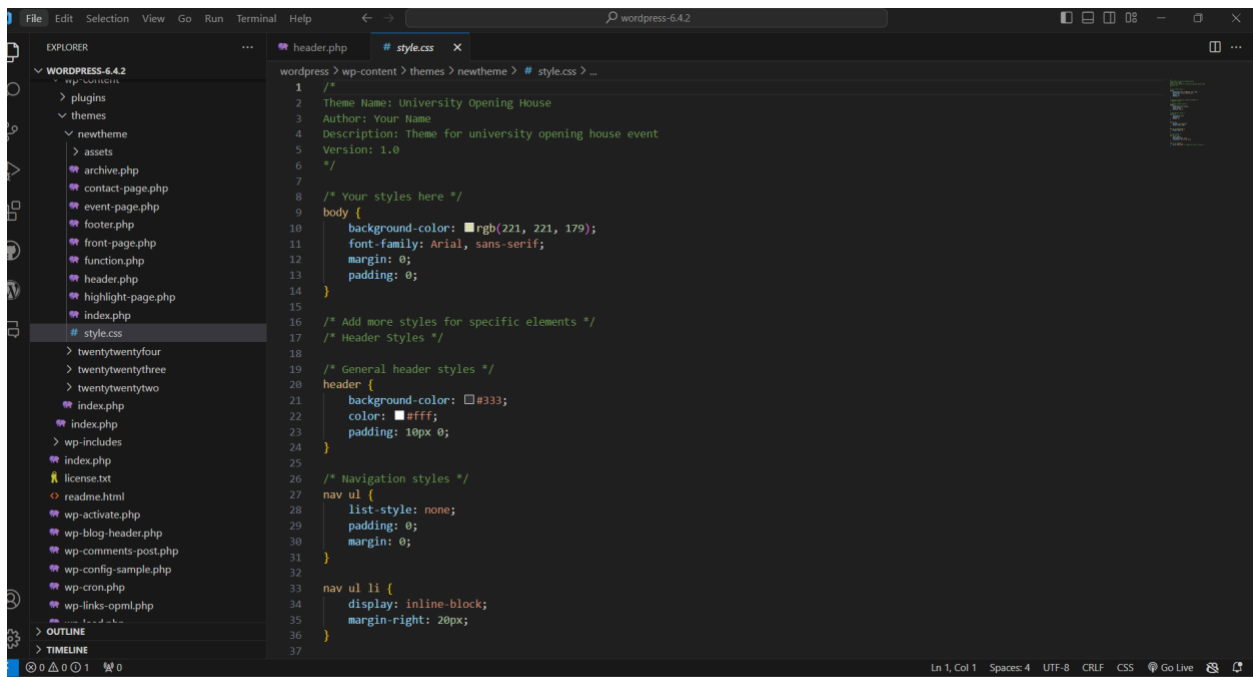 File Edit Selection View Go Run Terminal Help
wordpress-6.4.2
EXPLORER
WORDPRESS-6.4.2
wp-content
plugins
themes
newtheme
assets
archive.php
contact-page.php
event-page.php
footer.php
front-page.php
function.php
header.php
highlight-page.php
index.php
# style.css
twentytwentyfour
twentytwentythree
twentytwentytwo
index.php
index.php
wp-includes
index.php
license.txt
<> readme.html
wp-activate.php
wp-blog-header.php
wp-comments-post.php
wp-config-sample.php
wp-cron.php
wp-links-opml.php
OUTLINE
TIMELINE
header.php # style.css
wordpress > wp-content > themes > newtheme > # style.css > ...
1 /*
2 Theme Name: University Opening House
3 Author: Your Name
4 Description: Theme for university opening house event
5 Version: 1.0
6 */
7
8 /* Your styles here */
9 body {
10 background-color: rgb(221, 221, 179);
11 font-family: Arial, sans-serif;
12 margin: 0;
13 padding: 0;
14 }
15
16 /* Add more styles for specific elements */
17 /* Header Styles */
18
19 /* General header styles */
20 header {
21 background-color: #333;
22 color: #fff;
23 padding: 10px 0;
24 }
25
26 /* Navigation styles */
27 nav ul {
28 list-style: none;
29 padding: 0;
30 margin: 0;
31 }
32
33 nav ul li {
34 display: inline-block;
35 margin-right: 20px;
36 }
37
0 0 1 0 Ln 1, Col 1 Spaces: 4 UTF-8 CRLF CSS Go Live